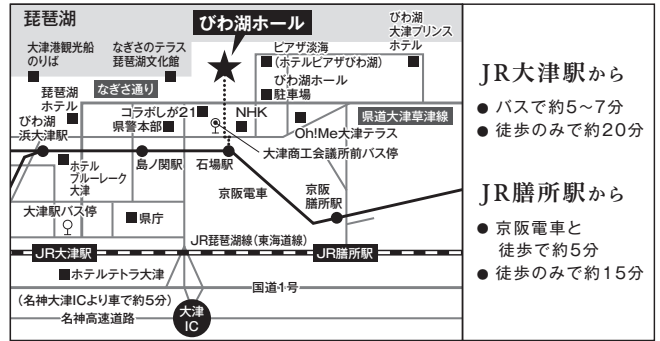 琵琶湖
びわ湖ホール
びわ湖
大津プリンス
ホテル
大津港観光船
のりば
なぎさのテラス
琵琶湖文化館
ピアザ淡海
(ホテルピアザびわ湖)
びわ湖ホール
駐車場
なぎさ通り
琵琶湖
ホテル
コラボしが21
県警本部
NHK
県道大津草津線
Oh!Me大津テラス
びわ湖
浜大津駅
大津商工会議所前バス停
ホテル
ブルーレーク
大津
島ノ関駅
石場駅
京阪電車
京阪
膳所駅
大津駅バス停
県庁
JR琵琶湖線(東海道線)
JR大津駅
JR膳所駅
ホテルテトラ大津
国道1号
(名神大津ICより車で約5分)
名神高速道路
大津
IC
JR大津駅から
● バスで約5~7分
● 徒歩のみで約20分
JR膳所駅から
● 京阪電車と
徒歩で約5分
● 徒歩のみで約15分